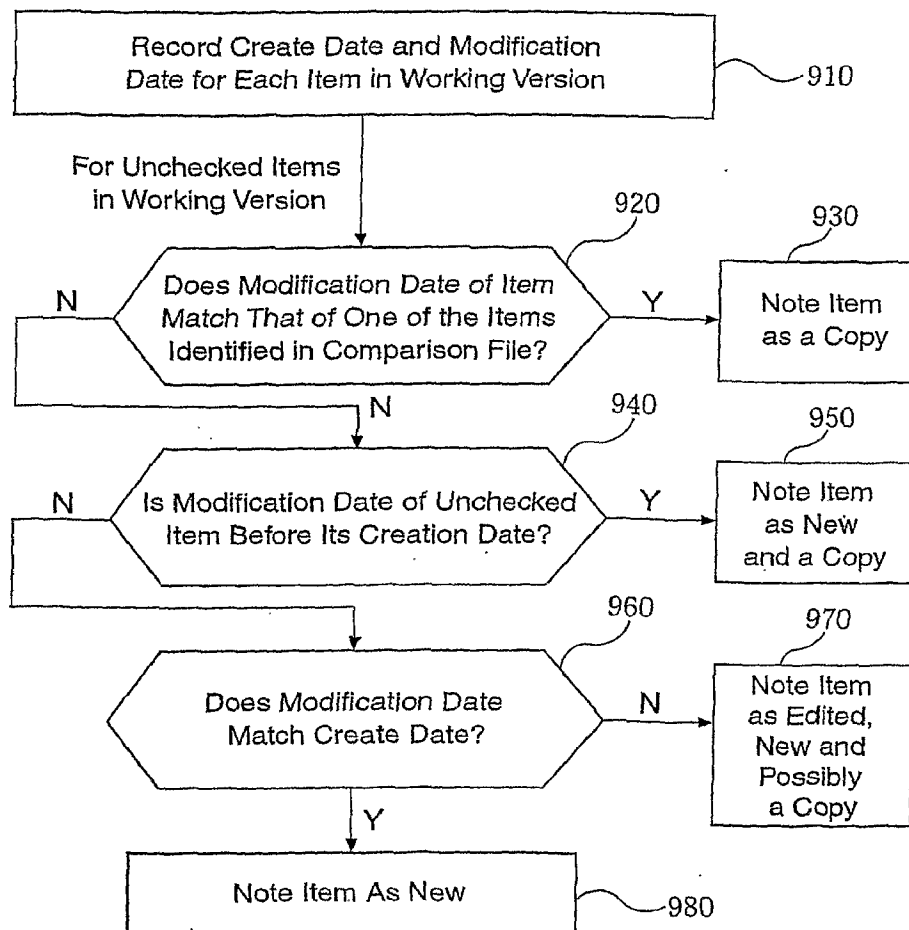 Record Create Date and Modification
Date for Each Item in Working Version
910
For Unchecked Items
in Working Version
920
930
Does Modification Date of Item
Match That of One of the Items
Identified in Comparison File?
N
Y
Note Item
as a Copy
N
940
950
Is Modification Date of Unchecked
Item Before Its Creation Date?
N
Y
Note Item
as New
and a Copy
960
970
Does Modification Date
Match Create Date?
N
Note Item
as Edited,
New and
Possibly
a Copy
Y
Note Item As New
980